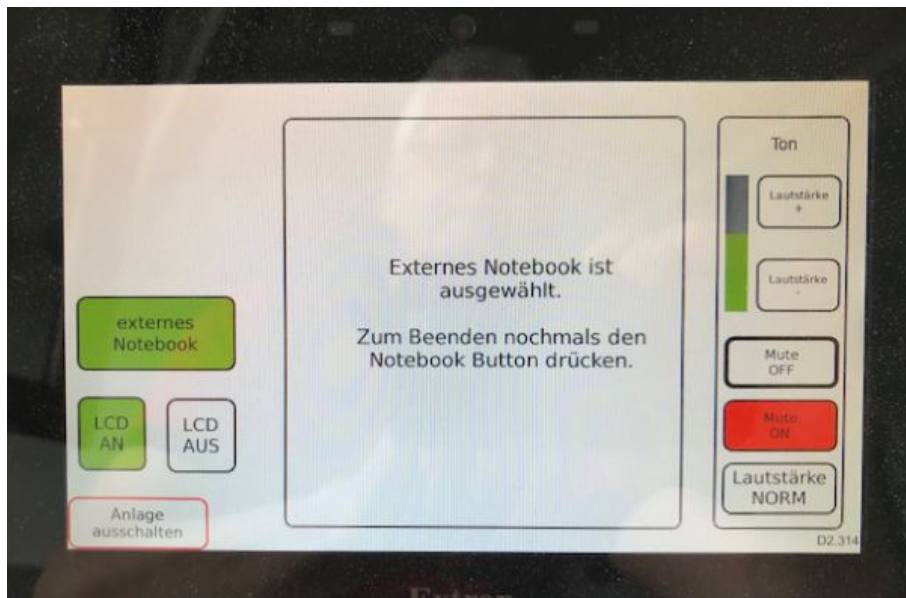 Externes Notebook ist
ausgewählt.
Zum Beenden nochmals den
Notebook Button drücken.
externes
Notebook
LCD
AN
LCD
AUS
Anlage
ausschalten
Ton
Lautstärke
+
Lautstärke
-
Mute
OFF
Mute
ON
Lautstärke
NORM
D2.314
Extron